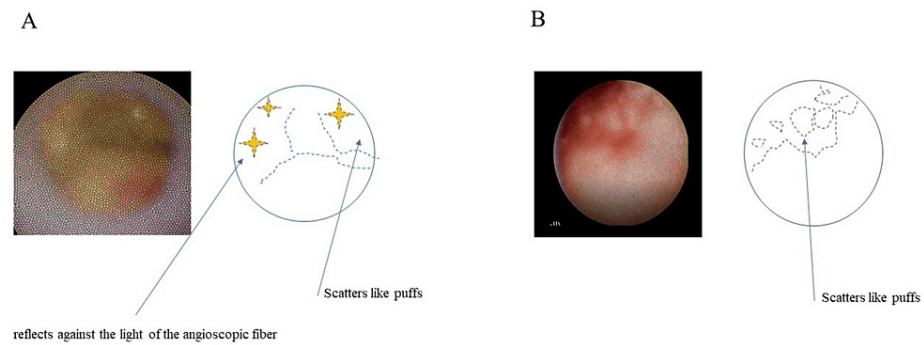 A
B
Scatters like puffs
Scatters like puffs
reflects against the light of the angioscopic fiber